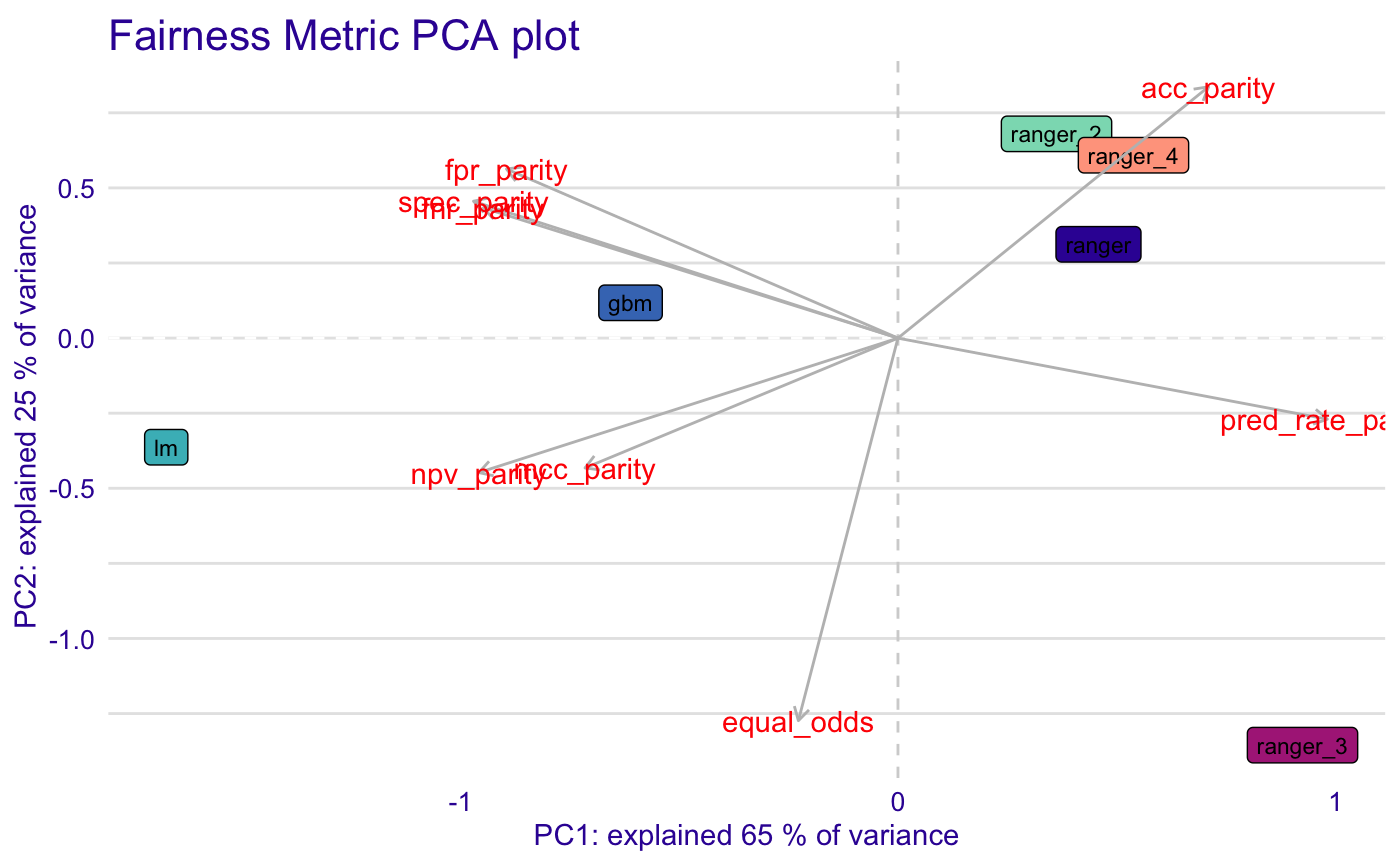 Fairness Metric PCA plot
acc_parity
ranger_2
ranger_4
fpr_parity
spec_parity
fnr_parity
0.5
ranger
gbm
0.0
PC2: explained 25 % of variance
pred_rate_pa
lm
npv_parity
mcc_parity
-0.5
-1.0
equal_odds
ranger_3
-1
0
1
PC1: explained 65 % of variance